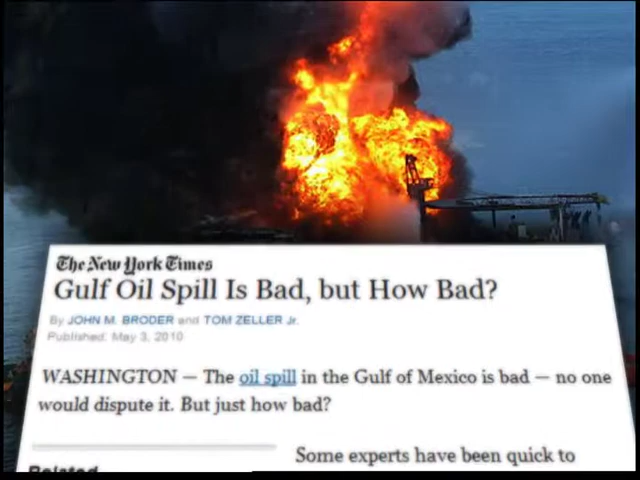 The New York Times
Gulf Oil Spill Is Bad, but How Bad?
By JOHN M. BRODER and TOM ZELLER Jr.
Published: May 3, 2010
WASHINGTON — The oil spill in the Gulf of Mexico is bad — no one
would dispute it. But just how bad?
Some experts have been quick to
Related